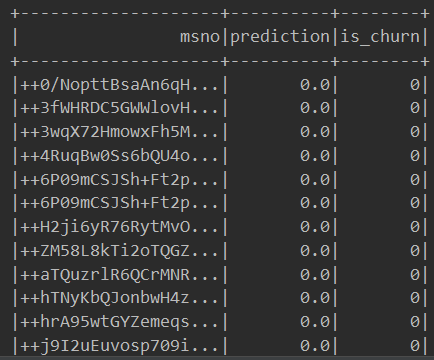 +--------------------+----------+--------+
|                msno|prediction|is_churn|
+--------------------+----------+--------+
|++0/NopttBsaAn6qH...|       0.0|       0|
|++3fWHRDC5GWWlovH...|       0.0|       0|
|++3wqX72HmowxFh5M...|       0.0|       0|
|++4RuqBw0Ss6bQU4o...|       0.0|       0|
|++6P09mCSJSh+Ft2p...|       0.0|       0|
|++6P09mCSJSh+Ft2p...|       0.0|       0|
|++H2ji6yR76RytMvO...|       0.0|       0|
|++ZM58L8kTi2oTQGZ...|       0.0|       0|
|++aTQuzrlR6QCrMNR...|       0.0|       0|
|++hTNyKbQJonbwH4z...|       0.0|       0|
|++hrA95wtGYZemeqs...|       0.0|       0|
|++j9I2uEuvosp709i...|       0.0|       0|